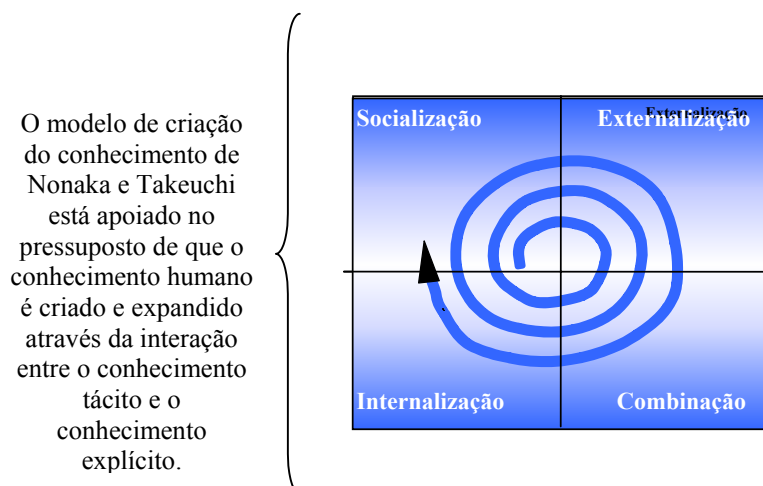 O modelo de criação
do conhecimento de
Nonaka e Takeuchi
está apoiado no
pressuposto de que o
conhecimento humano
é criado e expandido
através da interação
entre o conhecimento
tácito e o
conhecimento
explícito.
Socialização
Externalização
Externalização
Internalização
Combinação